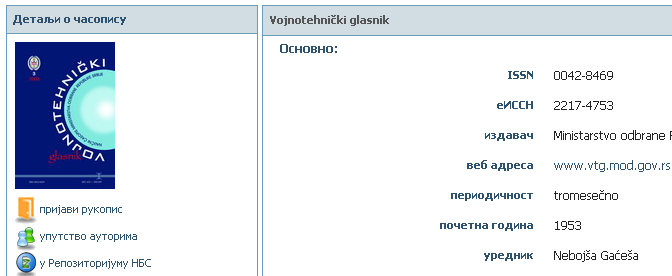 Детаљи о часопису
VOJNOTEHNIČKI
glasnik
пријави рукопис
упутство ауторима
у Репозиторијуму НБС
Vojnotehnički glasnik
Основно:
ISSN 0042-8469
еИССН 2217-4753
издавач Ministarstvo odbrane
веб адреса www.vtg.mod.gov.rs
периодичност tromesečno
почетна година 1953
уредник Nebojša Gaćeša